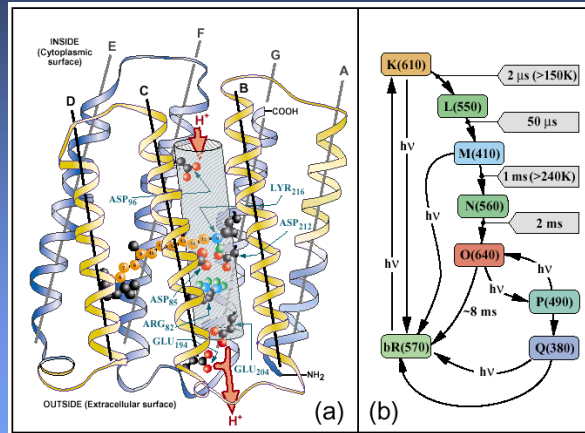 INSIDE
(Cytoplasmic
surface)
E
F
G
A
D
C
B
COOH
H+
ASP96
LYR216
ASP212
ASP85
ARG82
GLU194
GLU204
NH2
OUTSIDE (Extracellular surface)
H+
(a)
K(610)
2 μs (>150K)
L(550)
50 μs
hν
M(410)
1 ms (>240K)
N(560)
hν
2 ms
O(640)
hν
hν
hν
P(490)
~8 ms
bR(570)
Q(380)
hν
(b)